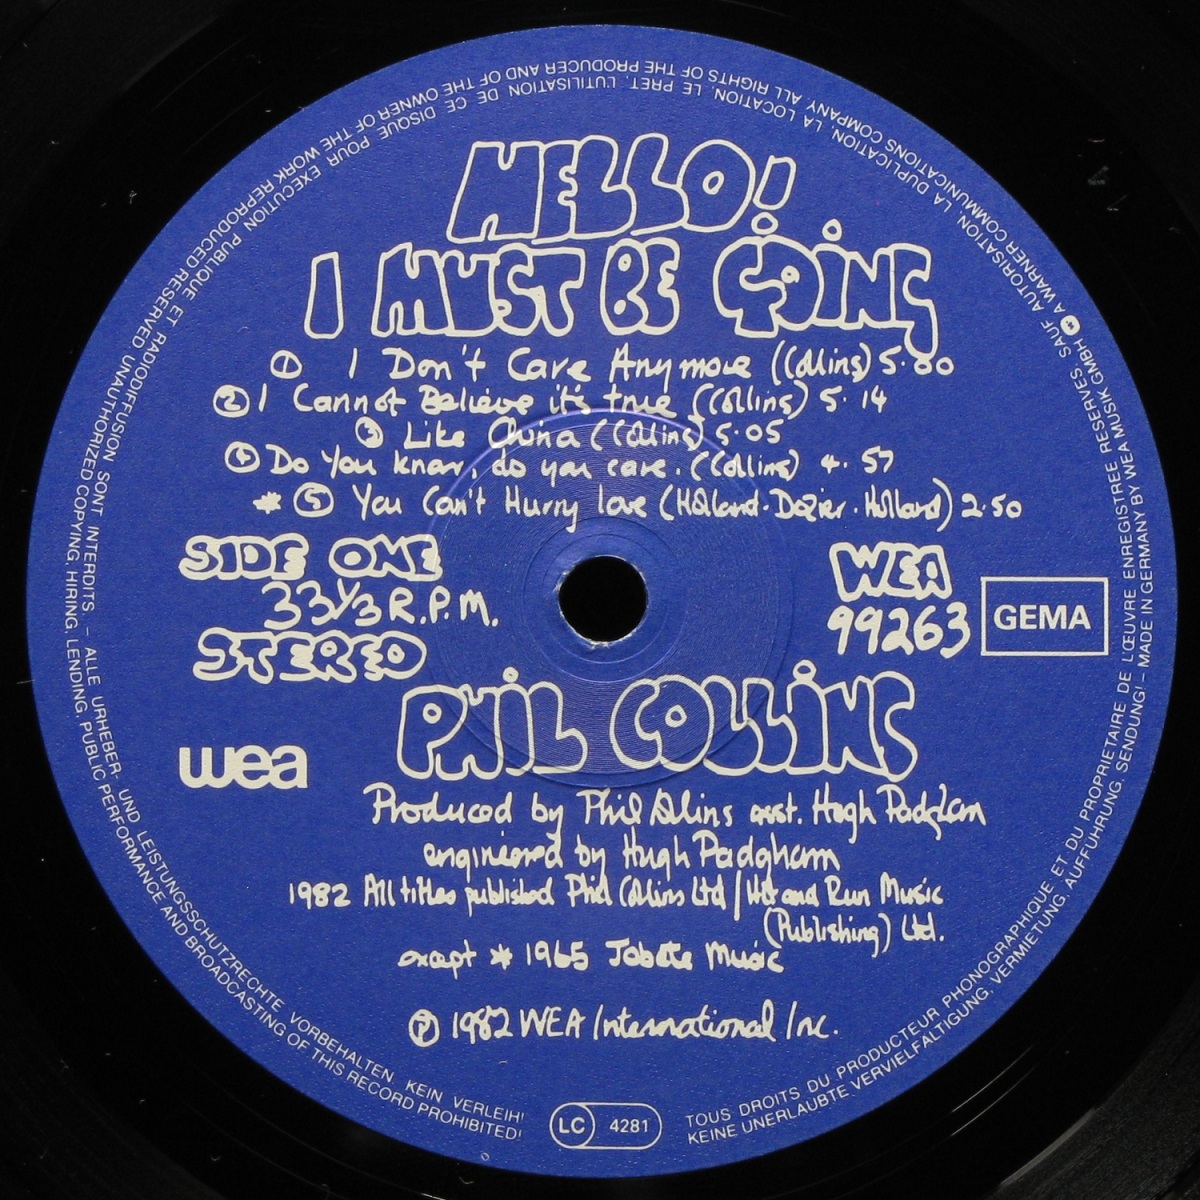 HELLO!
I MUST BE GOING
① I Don't Care Anymore (Collins) 5·00
② I Cannot Believe it's true (Collins) 5·14
③ Like China (Collins) 5·05
④ Do you know, do you care. (Collins) 4·57
* ⑤ You Can't Hurry love (Holland·Dozier·Holland) 2·50
SIDE ONE
33⅓ R.P.M.
STEREO
WEA
99263
GEMA
PHIL COLLINS
wea
Produced by Phil Collins asst. Hugh Padgham
engineered by Hugh Padgham
1982 All titles published Phil Collins Ltd / Hit and Run Music
(Publishing) Ltd.
except * 1965 Jobete Music
℗ 1982 WEA International Inc.
LC 4281
TOUS DROITS DU PRODUCTEUR PHONOGRAPHIQUE ET DU PROPRIETAIRE DE L'ŒUVRE ENREGISTREE RESERVES SAUF AUTORISATION, LA DUPLICATION, LA LOCATION, LE PRET, L'UTILISATION DE CE DISQUE POUR EXECUTION PUBLIQUE ET RADIODIFFUSION SONT INTERDITS. – ALLE URHEBER- UND LEISTUNGSSCHUTZRECHTE VORBEHALTEN KEIN VERLEIH!
KEINE UNERLAUBTE VERVIELFÄLTIGUNG, VERMIETUNG, AUFFÜHRUNG, SENDUNG! – MADE IN GERMANY BY WEA MUSIK GMBH A WARNER COMMUNICATIONS COMPANY. ALL RIGHTS OF THE PRODUCER AND OF THE OWNER OF THE WORK REPRODUCED RESERVED. UNAUTHORIZED COPYING, HIRING, LENDING, PUBLIC PERFORMANCE AND BROADCASTING OF THIS RECORD PROHIBITED!